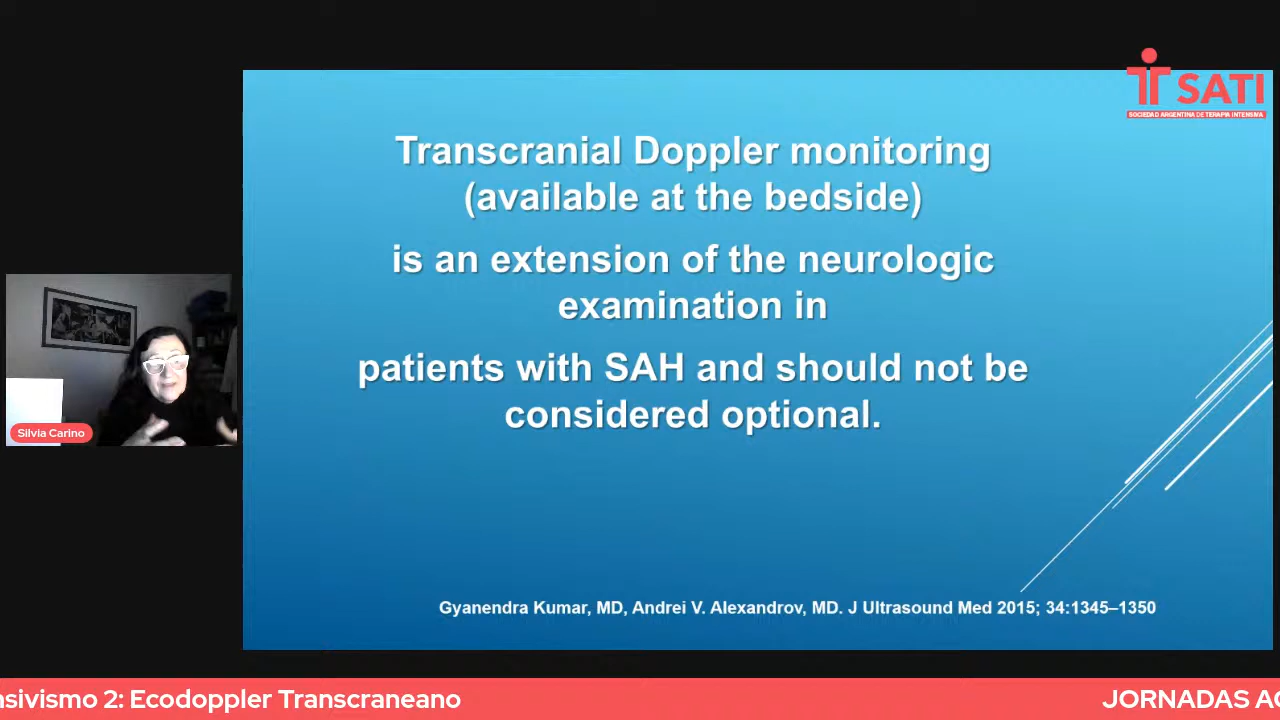 SATI
SOCIEDAD ARGENTINA DE TERAPIA INTENSIVA
Transcranial Doppler monitoring
(available at the bedside)
is an extension of the neurologic
examination in
patients with SAH and should not be
considered optional.
Silvia Carino
Gyanendra Kumar, MD, Andrei V. Alexandrov, MD. J Ultrasound Med 2015; 34:1345–1350
nsivismo 2: Ecodoppler Transcraneano
JORNADAS AC